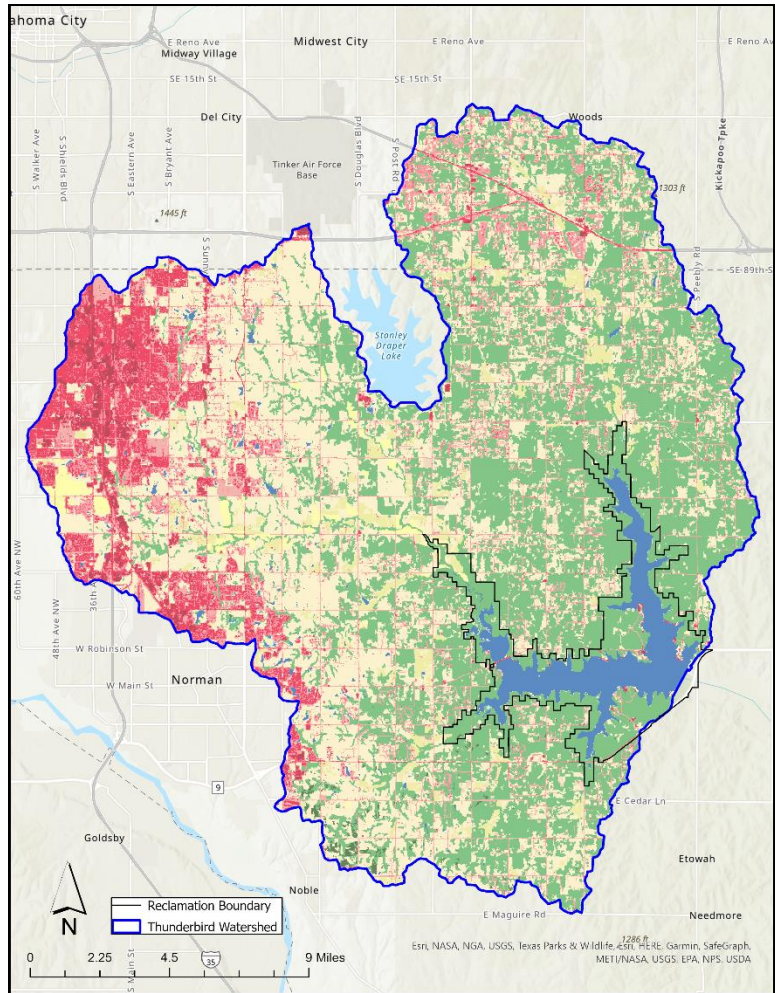 ahoma City
E Reno Ave
Midwest City
E Reno Ave
E Reno Av
Midway Village
SE 15th St
SE 15th St
Del City
Woods
S Walker Ave
S Shields Blvd
S Eastern Ave
S Bryant Ave
Tinker Air Force
Base
S Douglas Blvd
S Post Rd
Kickapoo-Tpke
1303 ft
1445 ft
S Sunny
SE 89th S
S Peebly Rd
Stanley
Draper
Lake
60th Ave NW
48th Ave NW
36th A
W Robinson St
W Main St
Norman
9
E Cedar Ln
Goldsby
Etowah
Noble
E Maguire Rd
Needmore
N
Reclamation Boundary
Thunderbird Watershed
1286 ft
Esri, NASA, NGA, USGS, Texas Parks & Wildlife, Esri, HERE, Garmin, SafeGraph,
METI/NASA, USGS, EPA, NPS, USDA
0 2.25 4.5 9 Miles
35
S Main St